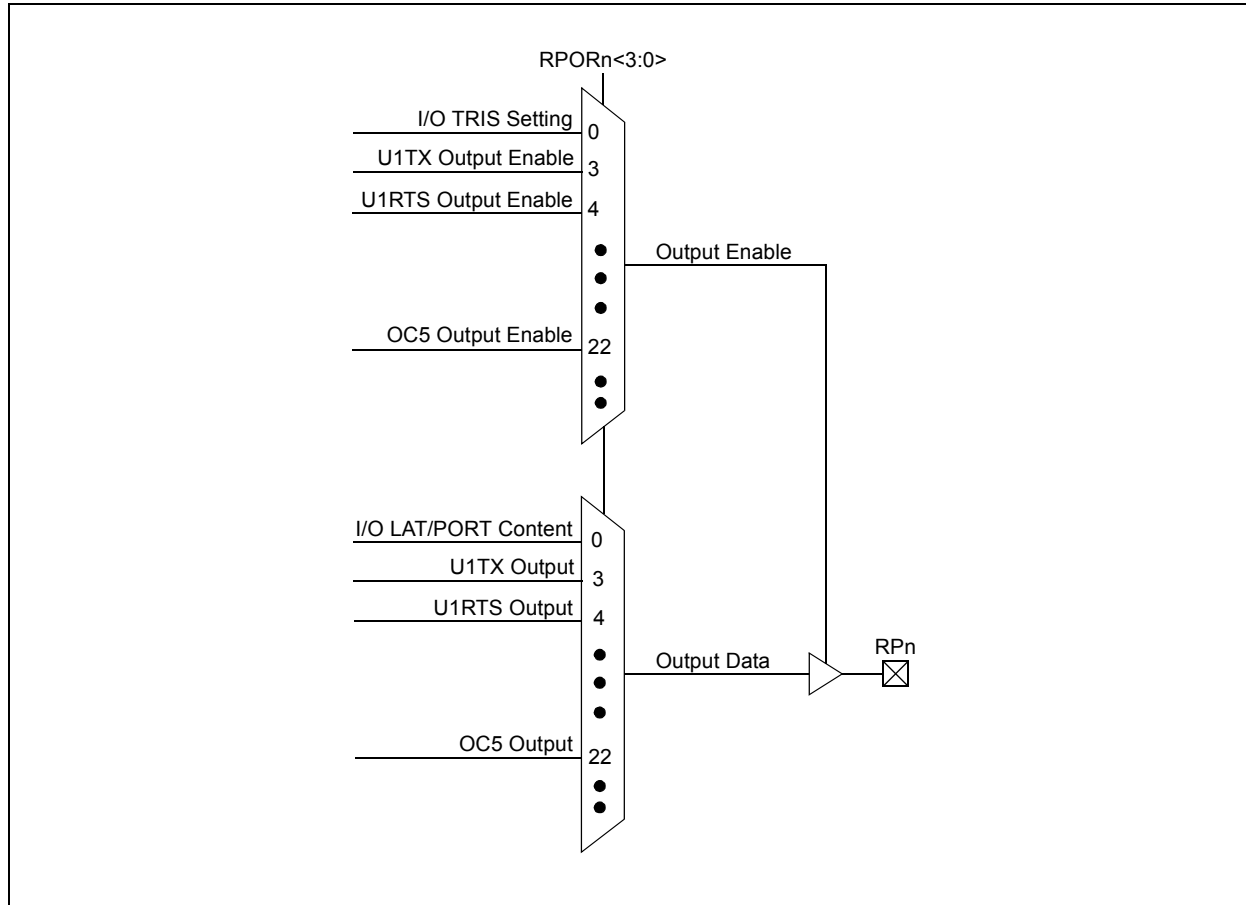 RPORn<3:0>
I/O TRIS Setting
0
U1TX Output Enable
3
U1RTS Output Enable
4
Output Enable
OC5 Output Enable
22
I/O LAT/PORT Content
0
U1TX Output
3
U1RTS Output
4
Output Data
RPn
OC5 Output
22